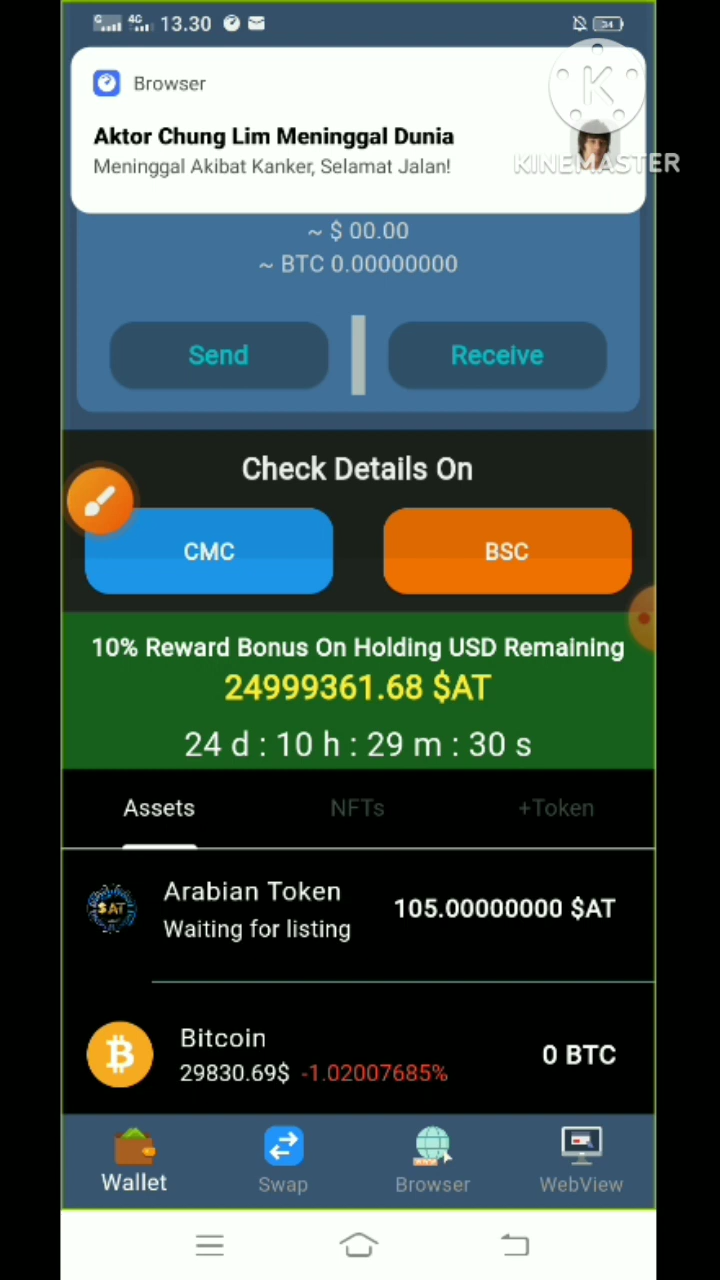 G 4G 13.30 34
Browser
Aktor Chung Lim Meninggal Dunia
Meninggal Akibat Kanker, Selamat Jalan!
K
KINEMASTER
~ $ 00.00
~ BTC 0.00000000
Send Receive
Check Details On
CMC BSC
10% Reward Bonus On Holding USD Remaining
24999361.68 $AT
24 d : 10 h : 29 m : 30 s
Assets NFTs +Token
$AT
Arabian Token 105.00000000 $AT
Waiting for listing
Bitcoin 0 BTC
29830.69$ -1.02007685%
Wallet Swap Browser WebView